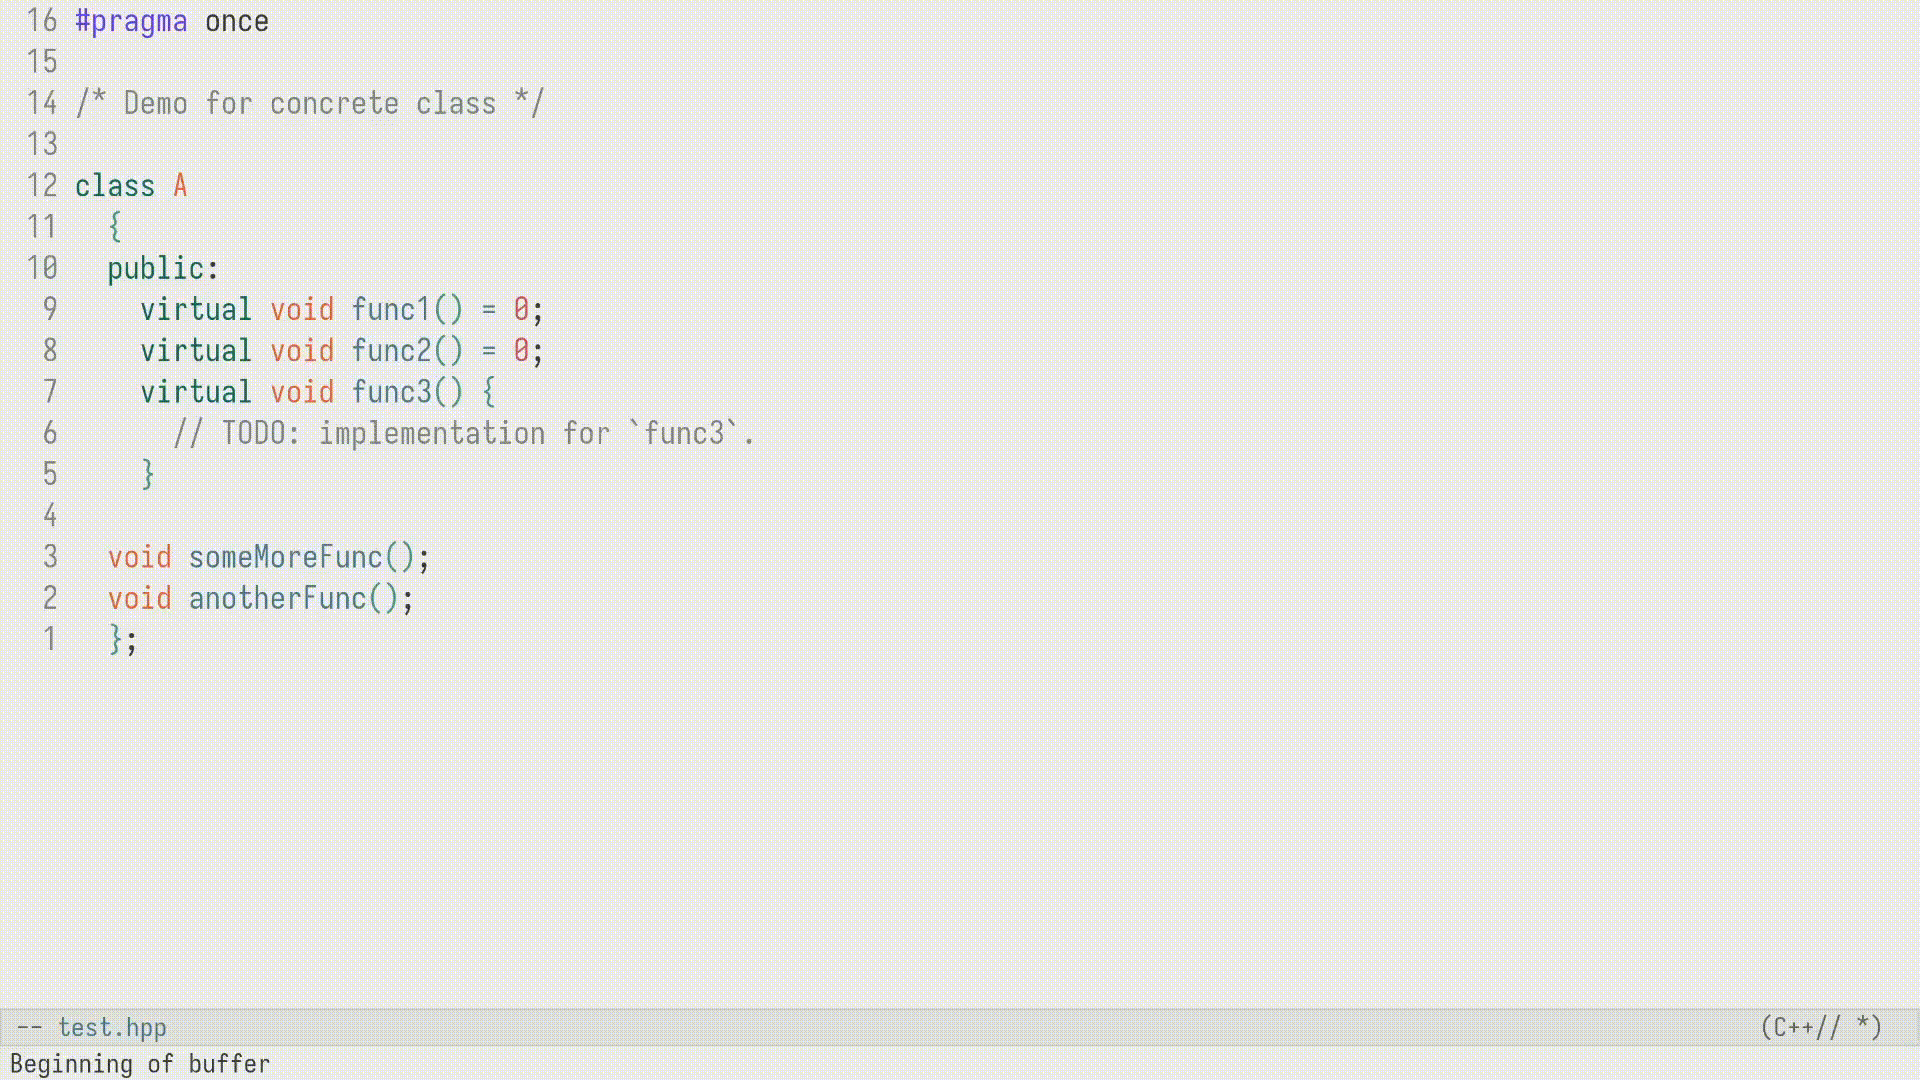 16 #pragma once
15
14 /* Demo for concrete class */
13
12 class A
11   {
10   public:
 9     virtual void func1() = 0;
 8     virtual void func2() = 0;
 7     virtual void func3() {
 6       // TODO: implementation for `func3`.
 5     }
 4
 3   void someMoreFunc();
 2   void anotherFunc();
 1   };
-- test.hpp (C++// *)
Beginning of buffer